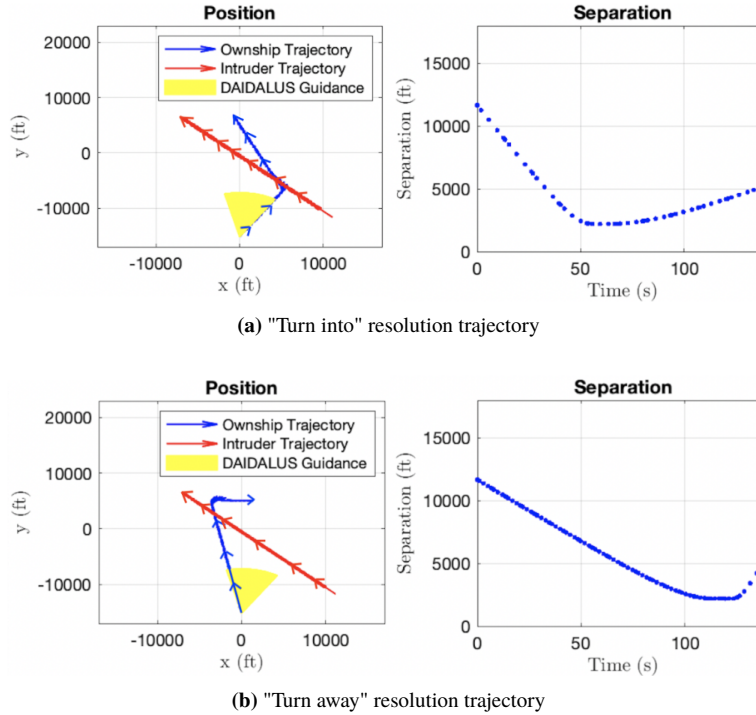 Position
Separation
20000
10000
0
-10000
y (ft)
Ownship Trajectory
Intruder Trajectory
DAIDALUS Guidance
-10000
0
10000
x (ft)
15000
10000
5000
0
Separation (ft)
0
50
100
Time (s)
(a) "Turn into" resolution trajectory
Position
Separation
20000
10000
0
-10000
y (ft)
Ownship Trajectory
Intruder Trajectory
DAIDALUS Guidance
-10000
0
10000
x (ft)
15000
10000
5000
0
Separation (ft)
0
50
100
Time (s)
(b) "Turn away" resolution trajectory